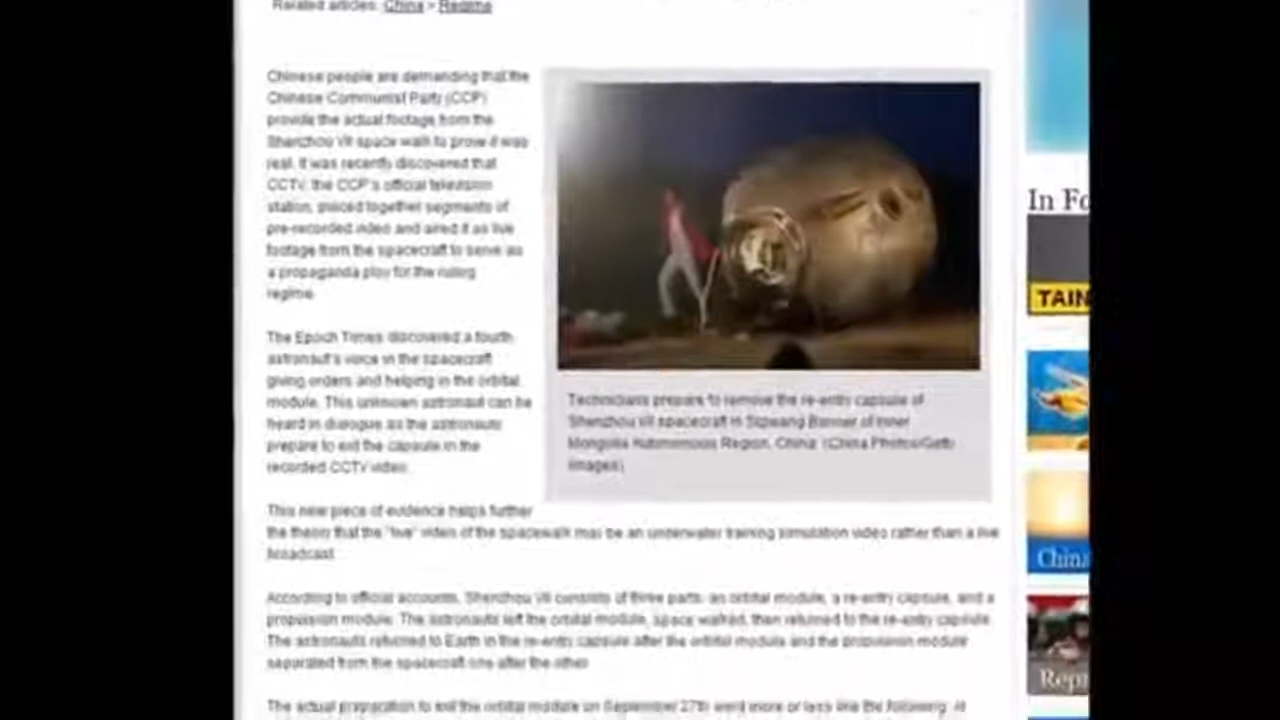 Related articles: China > Regime
Chinese people are demanding that the
Chinese Communist Party (CCP)
provide the actual footage from the
Shenzhou VII space walk to prove it was
real. It was recently discovered that
CCTV, the CCP's official television
station, pieced together segments of
pre-recorded video and aired it as live
footage from the spacecraft to serve as
a propaganda ploy for the ruling
regime.
The Epoch Times discovered a fourth
astronaut's voice in the spacecraft
giving orders and helping in the orbital
module. This unknown astronaut can be
heard in dialogue as the astronauts
prepare to exit the capsule in the
recorded CCTV video.
This new piece of evidence helps further
the theory that the "live" video of the spacewalk may be an underwater training simulation video rather than a live
broadcast.
According to official accounts, Shenzhou VII consists of three parts: an orbital module, a re-entry capsule, and a
propulsion module. The astronauts left the orbital module, space walked, then returned to the re-entry capsule.
The astronauts returned to Earth in the re-entry capsule after the orbital module and the propulsion module
separated from the spacecraft one after the other.
The actual preparation to exit the orbital module on September 27th went more or less like the following: At
Technicians prepare to remove the re-entry capsule of
Shenzhou VII spacecraft in Siziwang Banner of Inner
Mongolia Autonomous Region, China. (China Photos/Getty
Images)
In Fo
TAIN
China
Repr